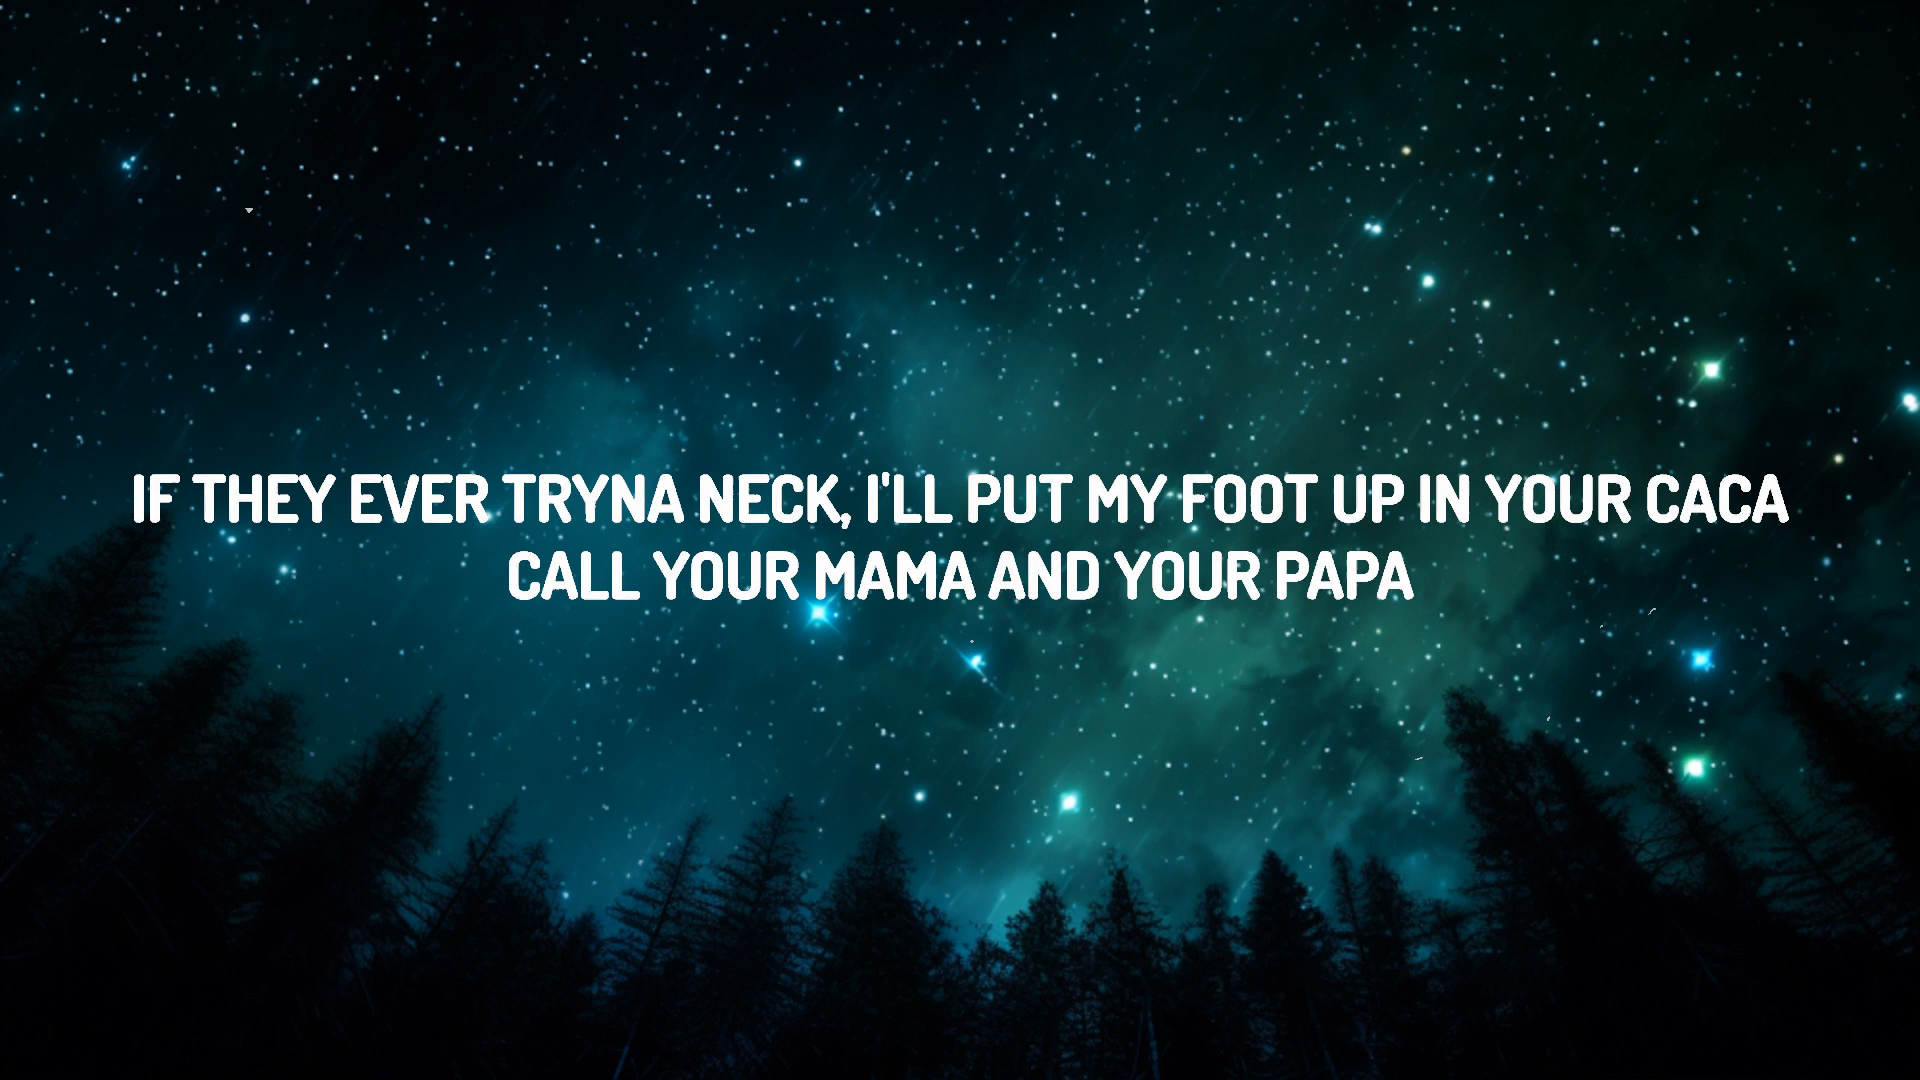 IF THEY EVER TRYNA NECK, I'LL PUT MY FOOT UP IN YOUR CACA
CALL YOUR MAMA AND YOUR PAPA